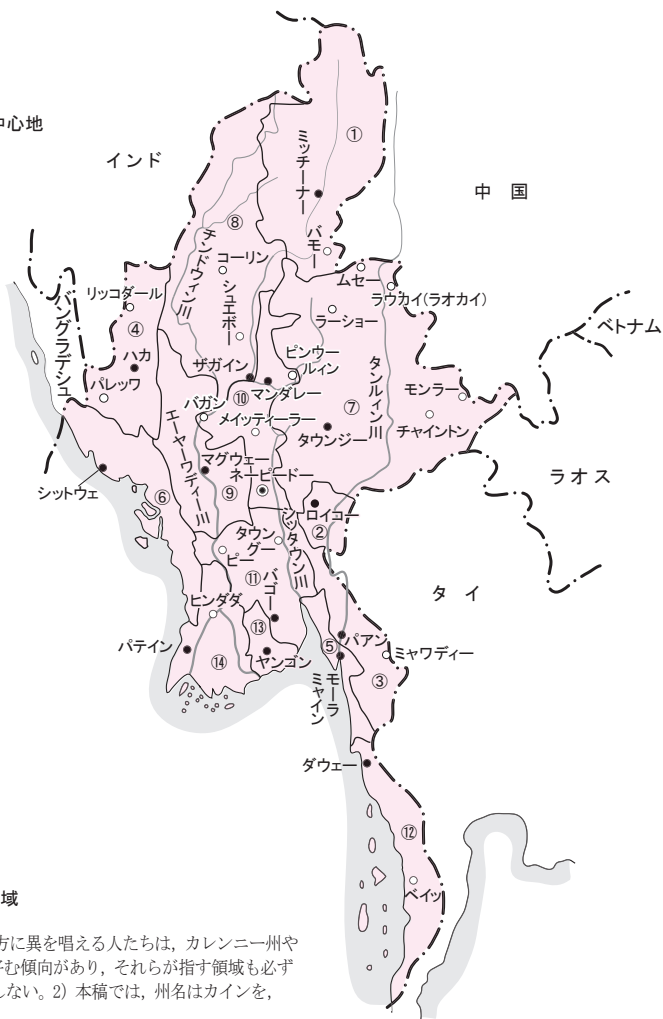 中心地
インド
①
ミッチーナー
中 国
⑧
チンドウィン川
コーリン
バモー
ムセー
ラウカイ(ラオカイ)
バングラデシュ
リッコダール
シュエボー
ラーショー
ベトナム
④
ハカ
ザガイン
ピンウー
ルイン
タンルィン川
モンラー
パレッワ
バガン
⑩
マンダレー
⑦
メイッティーラー
チャイントン
エーヤーワディー川
タウンジー
シットウェ
マグウェー
ネーピードー
ラオス
⑥
⑨
ロイコー
②
シッタウン川
タウン
グー
ピー
⑪
バゴー
タ イ
ヒンダダ
⑬
⑤
パアン
ミャワディー
パテイン
ヤンゴン
⑭
③
モーラ
ミャイン
ダウェー
⑫
ベイッ
域
方に異を唱える人たちは，カレンニー州や
む傾向があり，それらが指す領域も必ず
しない。2) 本稿では，州名はカインを，